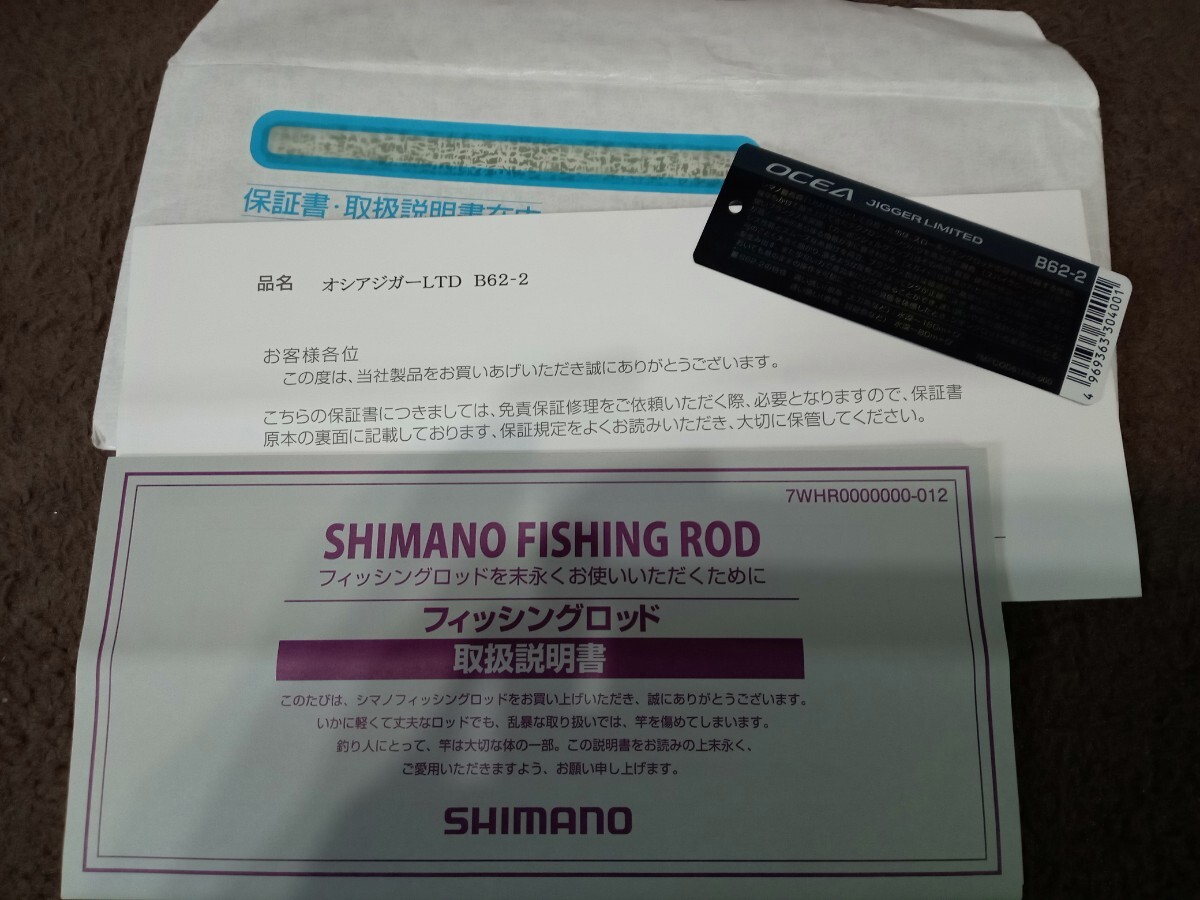 保証書・取扱説明書在中
OCEA JIGGER LIMITED
B62-2
4 969363 304001
品名 オシアジガーLTD B62-2
お客様各位
この度は、当社製品をお買いあげいただき誠にありがとうございます。
こちらの保証書につきましては、免責保証修理をご依頼いただく際、必要となりますので、保証書
原本の裏面に記載しております、保証規定をよくお読みいただき、大切に保管してください。
7WHR0000000-012
SHIMANO FISHING ROD
フィッシングロッドを末永くお使いいただくために
フィッシングロッド
取扱説明書
このたびは、シマノフィッシングロッドをお買い上げいただき、誠にありがとうございます。
いかに軽くて丈夫なロッドでも、乱暴な取り扱いでは、竿を傷めてしまいます。
釣り人にとって、竿は大切な体の一部。この説明書をお読みの上末永く、
ご愛用いただきますよう、お願い申し上げます。
SHIMANO